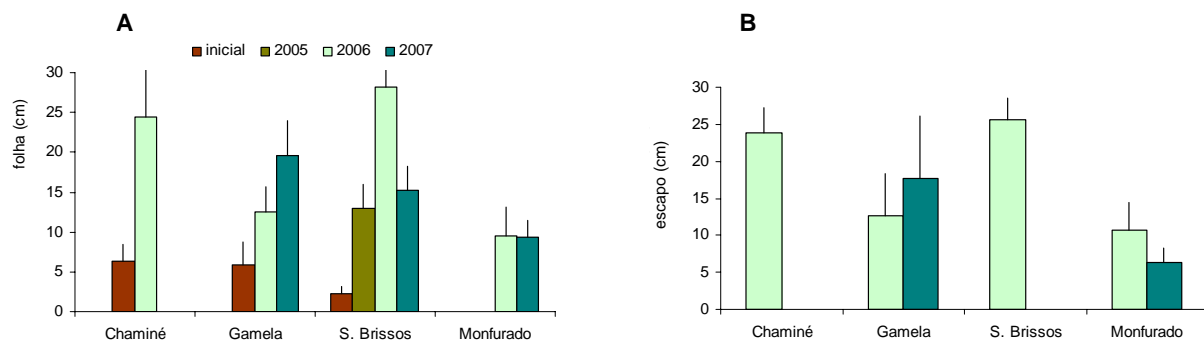 A
inicial 2005 2006 2007
folha (cm)
30
25
20
15
10
5
0
Chaminé Gamela S. Brissos Monfurado
B
escapo (cm)
30
25
20
15
10
5
0
Chaminé Gamela S. Brissos Monfurado